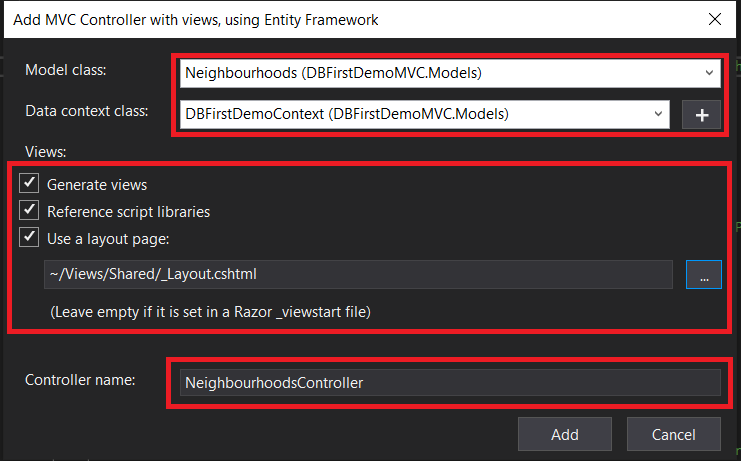 Add MVC Controller with views, using Entity Framework
Model class: Neighbourhoods (DBFirstDemoMVC.Models)
Data context class: DBFirstDemoContext (DBFirstDemoMVC.Models) +
Views:
Generate views
Reference script libraries
Use a layout page:
~/Views/Shared/_Layout.cshtml ...
(Leave empty if it is set in a Razor _viewstart file)
Controller name: NeighbourhoodsController
Add Cancel